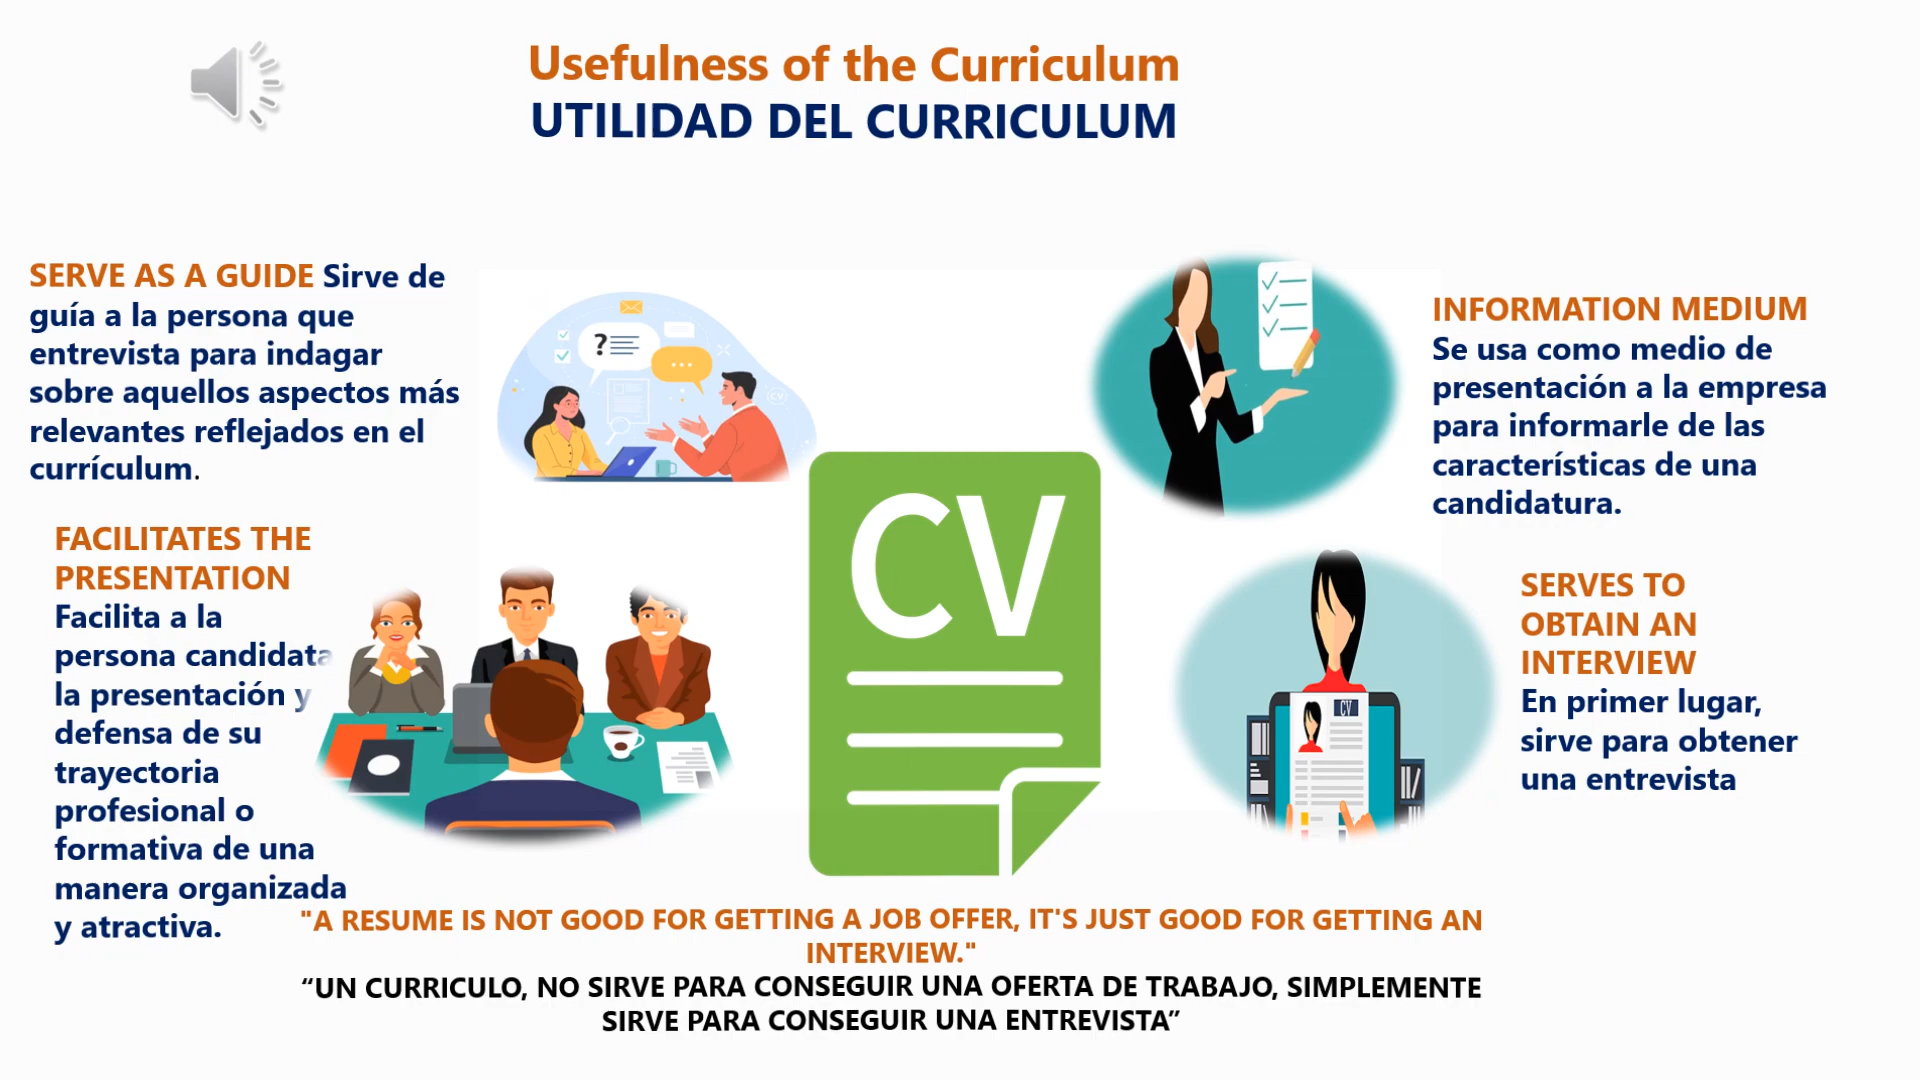 Usefulness of the Curriculum
UTILIDAD DEL CURRICULUM
SERVE AS A GUIDE Sirve de
guía a la persona que
entrevista para indagar
sobre aquellos aspectos más
relevantes reflejados en el
currículum.
FACILITATES THE
PRESENTATION
Facilita a la
persona candidata
la presentación y
defensa de su
trayectoria
profesional o
formativa de una
manera organizada
y atractiva.
?
CV
CV
INFORMATION MEDIUM
Se usa como medio de
presentación a la empresa
para informarle de las
características de una
candidatura.
SERVES TO
OBTAIN AN
INTERVIEW
En primer lugar,
sirve para obtener
una entrevista
CV
"A RESUME IS NOT GOOD FOR GETTING A JOB OFFER, IT'S JUST GOOD FOR GETTING AN
INTERVIEW."
“UN CURRICULO, NO SIRVE PARA CONSEGUIR UNA OFERTA DE TRABAJO, SIMPLEMENTE
SIRVE PARA CONSEGUIR UNA ENTREVISTA”